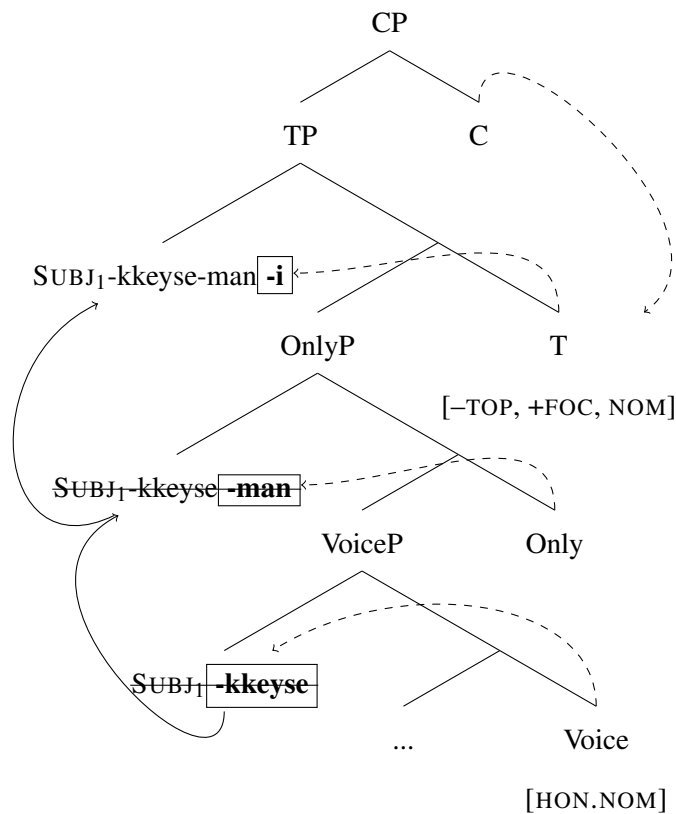 CP
TP C
SUBJ₁-kkeyse-man -i
OnlyP T
[–TOP, +FOC, NOM]
SUBJ₁-kkeyse -man
VoiceP Only
SUBJ₁ -kkeyse
... Voice
[HON.NOM]